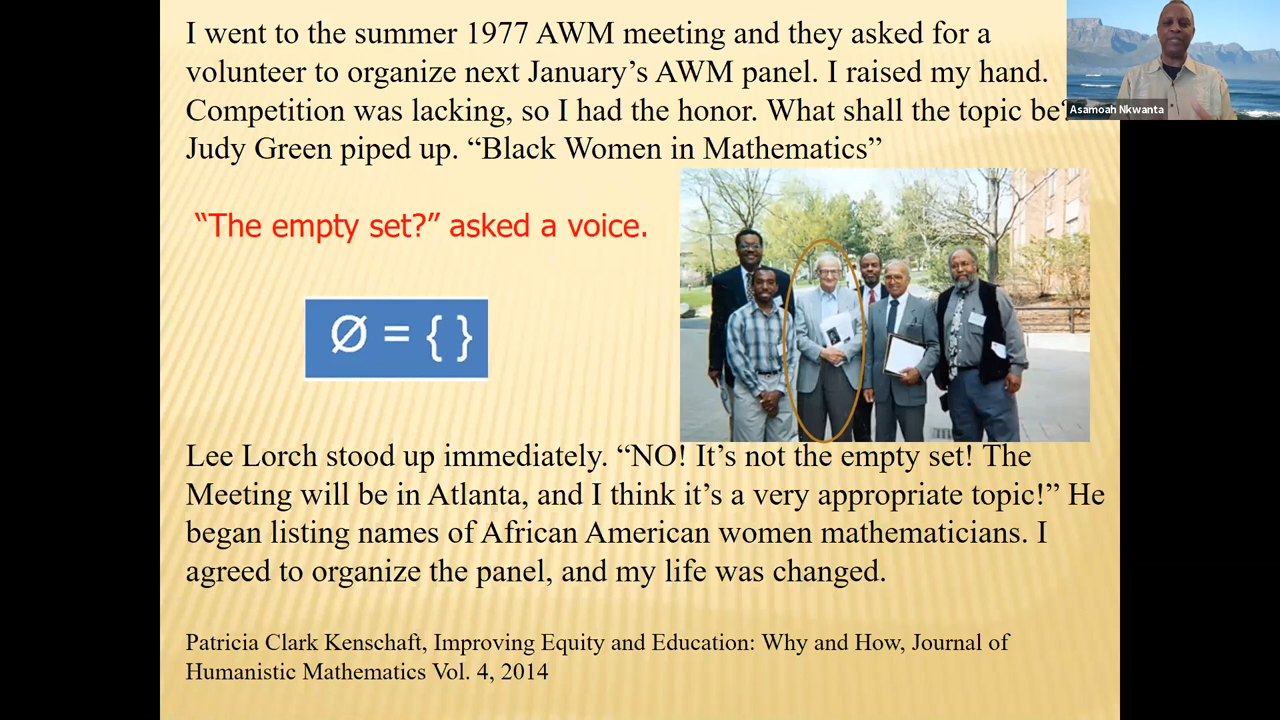 I went to the summer 1977 AWM meeting and they asked for a
volunteer to organize next January’s AWM panel. I raised my hand.
Competition was lacking, so I had the honor. What shall the topic be?
Judy Green piped up. “Black Women in Mathematics”
Asamoah Nkwanta
“The empty set?” asked a voice.
Ø = { }
Lee Lorch stood up immediately. “NO! It’s not the empty set! The
Meeting will be in Atlanta, and I think it’s a very appropriate topic!” He
began listing names of African American women mathematicians. I
agreed to organize the panel, and my life was changed.
Patricia Clark Kenschaft, Improving Equity and Education: Why and How, Journal of
Humanistic Mathematics Vol. 4, 2014